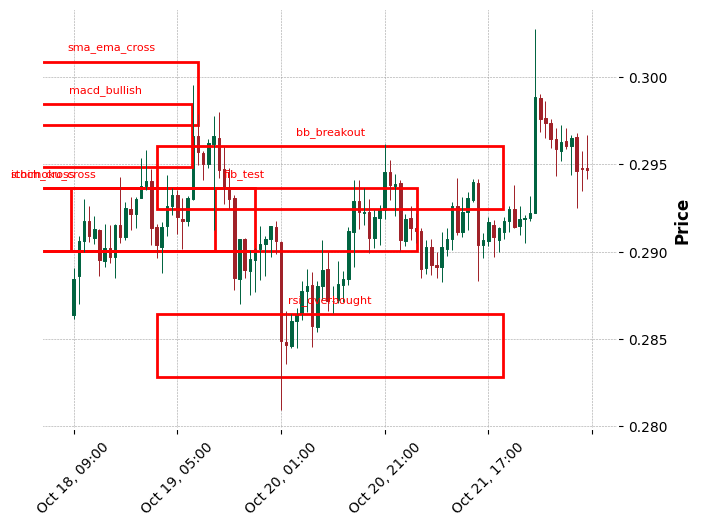 sma_ema_cross
macd_bullish
bb_breakout
fib_test
rsi_overbought
0.300
0.295
0.290
0.285
0.280
Price
Oct 18, 09:00
Oct 19, 05:00
Oct 20, 01:00
Oct 20, 21:00
Oct 21, 17:00